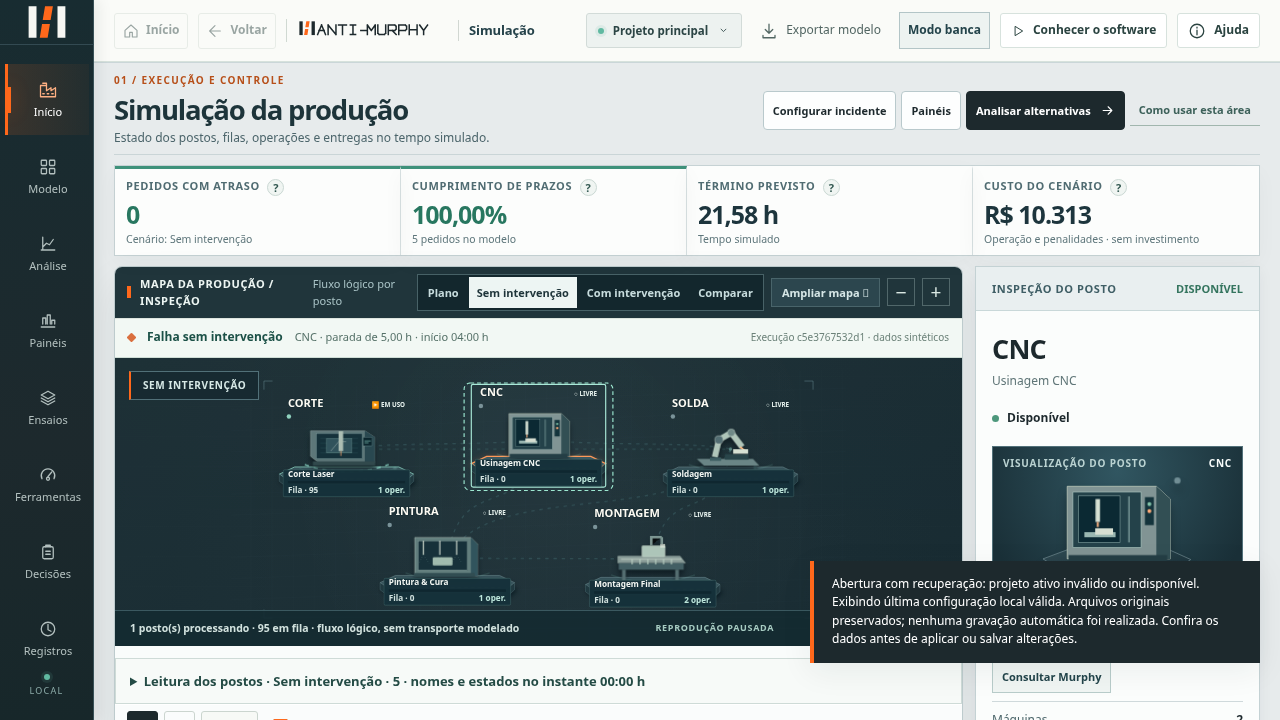 Início
Voltar
ANTI-MURPHY
Simulação
Projeto principal
Exportar modelo
Modo banca
Conhecer o software
Ajuda
Início
Modelo
Análise
Painéis
Ensaios
Ferramentas
Decisões
Registros
LOCAL
01 / EXECUÇÃO E CONTROLE
Simulação da produção
Estado dos postos, filas, operações e entregas no tempo simulado.
Configurar incidente
Painéis
Analisar alternativas →
Como usar esta área
PEDIDOS COM ATRASO ?
0
Cenário: Sem intervenção
CUMPRIMENTO DE PRAZOS ?
100,00%
5 pedidos no modelo
TÉRMINO PREVISTO ?
21,58 h
Tempo simulado
CUSTO DO CENÁRIO ?
R$ 10.313
Operação e penalidades · sem investimento
MAPA DA PRODUÇÃO /
INSPEÇÃO
Fluxo lógico por
posto
Plano
Sem intervenção
Com intervenção
Comparar
Ampliar mapa
−
+
Falha sem intervenção
CNC · parada de 5,00 h · início 04:00 h
Execução c5e3767532d1 · dados sintéticos
SEM INTERVENÇÃO
CORTE
EM USO
Corte Laser
Fila · 95
1 oper.
CNC
LIVRE
Usinagem CNC
Fila · 0
1 oper.
SOLDA
LIVRE
Soldagem
Fila · 0
1 oper.
PINTURA
LIVRE
Pintura & Cura
Fila · 0
1 oper.
MONTAGEM
LIVRE
Montagem Final
Fila · 0
2 oper.
1 posto(s) processando · 95 em fila · fluxo lógico, sem transporte modelado
REPRODUÇÃO PAUSADA
Leitura dos postos · Sem intervenção · 5 · nomes e estados no instante 00:00 h
INSPEÇÃO DO POSTO
DISPONÍVEL
CNC
Usinagem CNC
Disponível
VISUALIZAÇÃO DO POSTO
CNC
Abertura com recuperação: projeto ativo inválido ou indisponível.
Exibindo última configuração local válida. Arquivos originais
preservados; nenhuma gravação automática foi realizada. Confira os
dados antes de aplicar ou salvar alterações.
Consultar Murphy
Máquinas
2